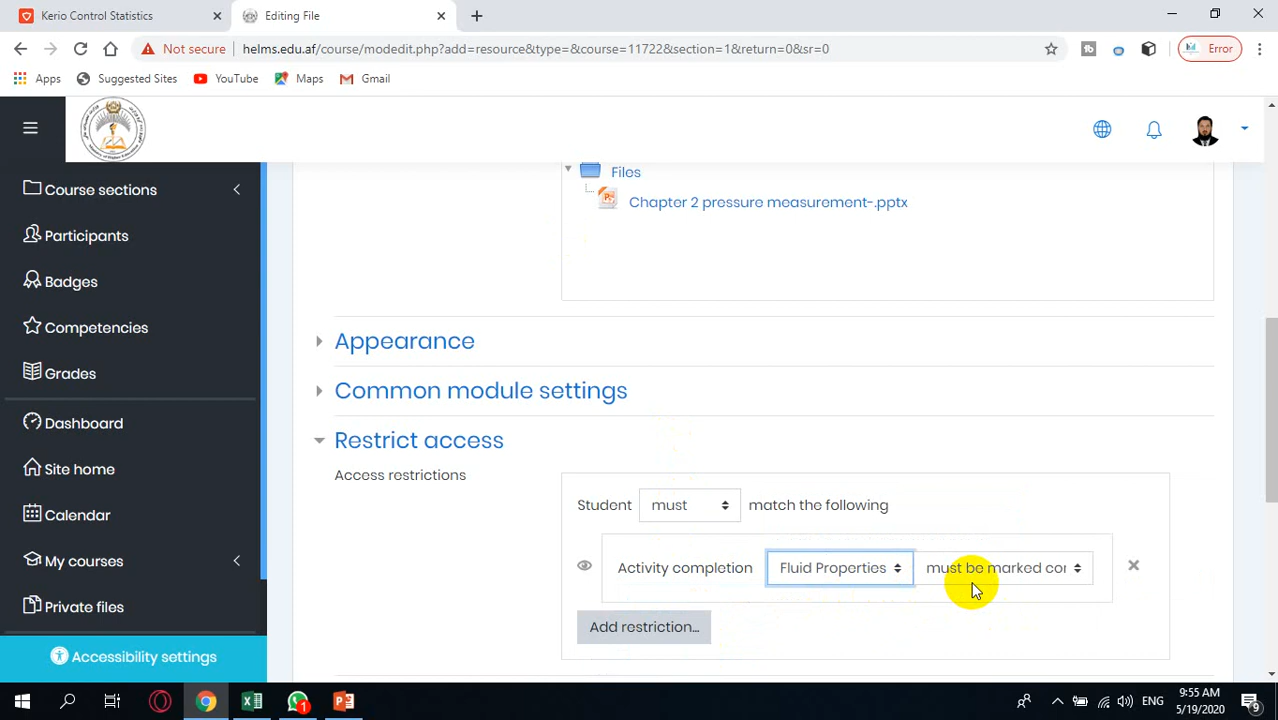 Kerio Control Statistics
Editing File
Not secure
helms.edu.af/course/modedit.php?add=resource&type=&course=11722&section=1&return=0&sr=0
Error
Apps
Suggested Sites
YouTube
Maps
Gmail
Course sections
Participants
Badges
Competencies
Grades
Dashboard
Site home
Calendar
My courses
Private files
Accessibility settings
Files
Chapter 2 pressure measurement-.pptx
Appearance
Common module settings
Restrict access
Access restrictions
Student must match the following
Activity completion Fluid Properties must be marked cor
Add restriction...
1
ENG
9:55 AM
5/19/2020
9